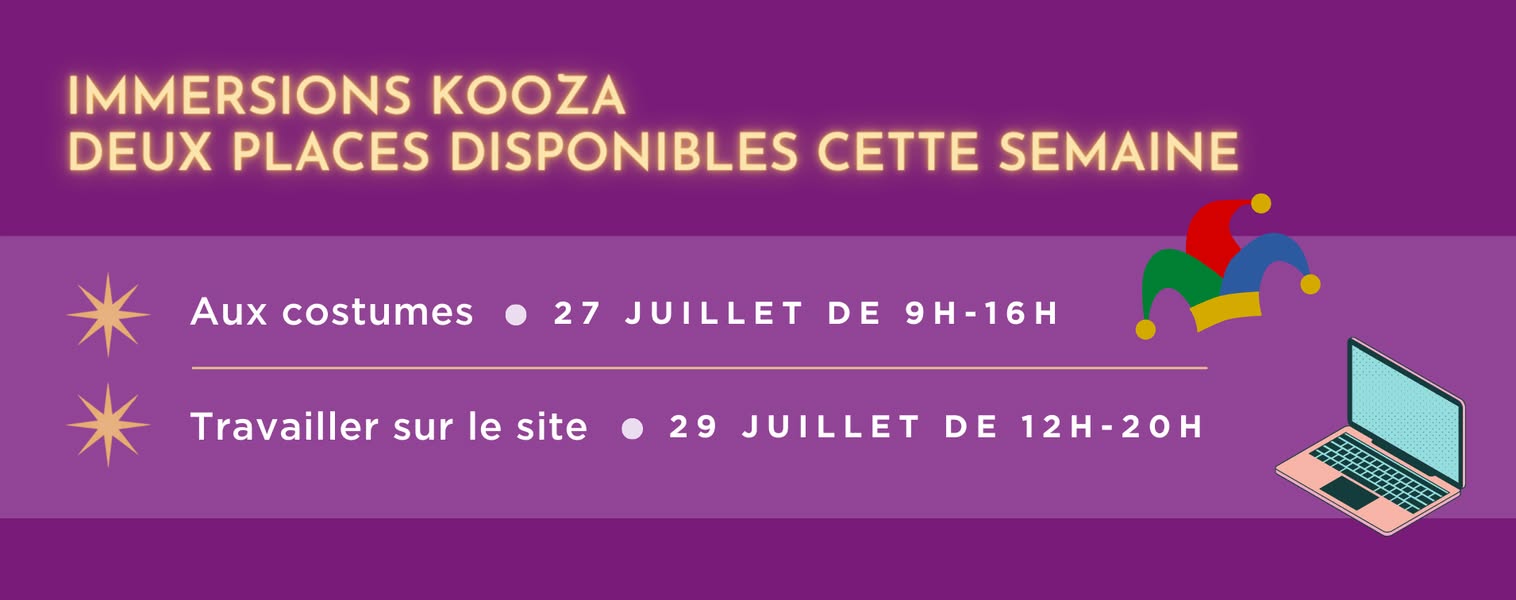 IMMERSIONS KOOZA
DEUX PLACES DISPONIBLES CETTE SEMAINE
Aux costumes ● 27 JUILLET DE 9H-16H
Travailler sur le site ● 29 JUILLET DE 12H-20H